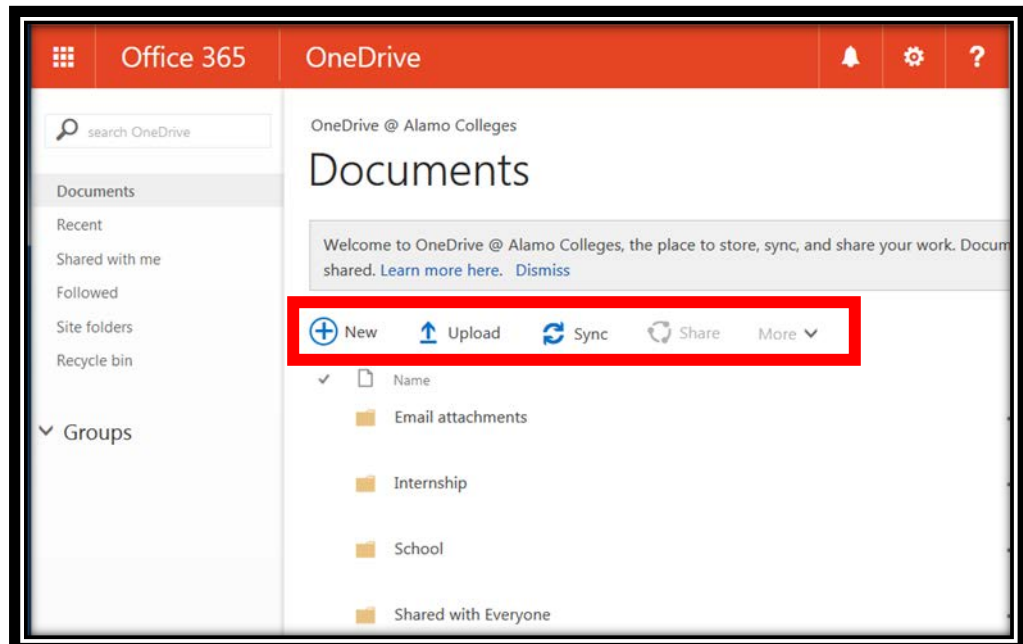 Office 365
OneDrive
?
search OneDrive
Documents
Recent
Shared with me
Followed
Site folders
Recycle bin
Groups
OneDrive @ Alamo Colleges
Documents
Welcome to OneDrive @ Alamo Colleges, the place to store, sync, and share your work. Docum
shared. Learn more here. Dismiss
New Upload Sync Share More
Name
Email attachments
Internship
School
Shared with Everyone